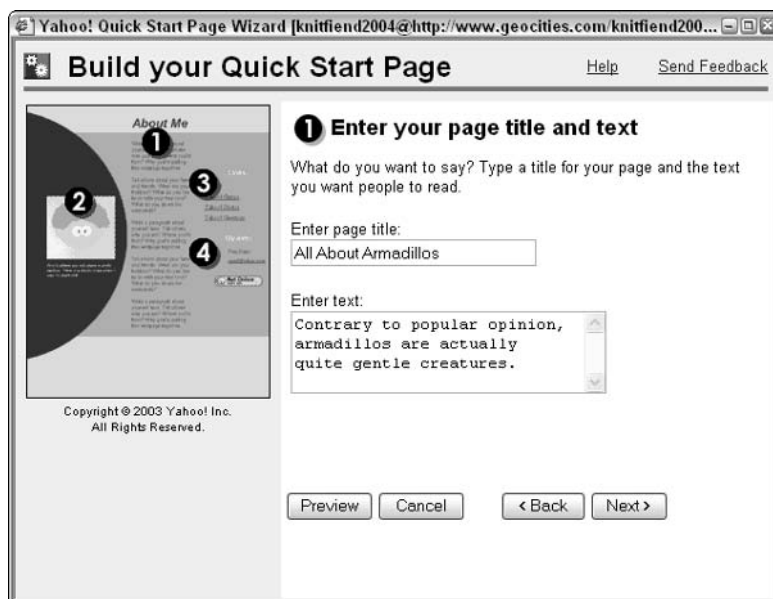 Yahoo! Quick Start Page Wizard [knitfiend2004@http://www.geocities.com/knitfiend200...
Build your Quick Start Page
Help
Send Feedback
About Me
1
2
3
4
Copyright © 2003 Yahoo! Inc.
All Rights Reserved.
1 Enter your page title and text
What do you want to say? Type a title for your page and the text
you want people to read.
Enter page title:
All About Armadillos
Enter text:
Contrary to popular opinion,
armadillos are actually
quite gentle creatures.
Preview
Cancel
< Back
Next >